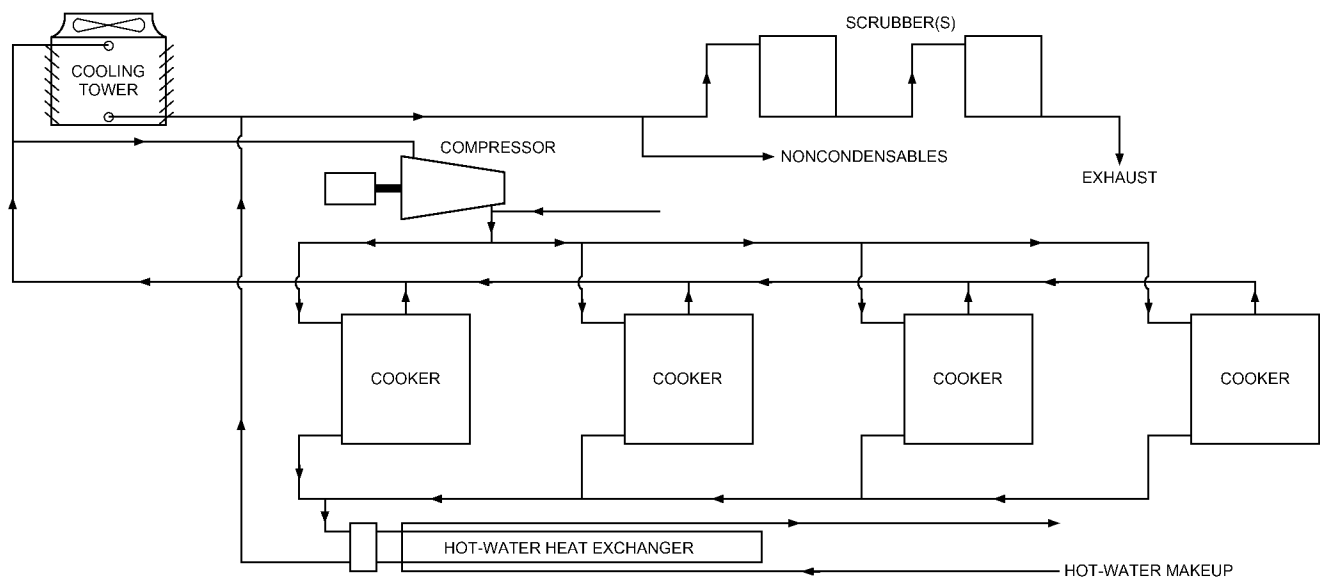 SCRUBBER(S)
COOLING
TOWER
COMPRESSOR
NONCONDENSABLES
EXHAUST
COOKER
COOKER
COOKER
COOKER
HOT-WATER HEAT EXCHANGER
HOT-WATER MAKEUP